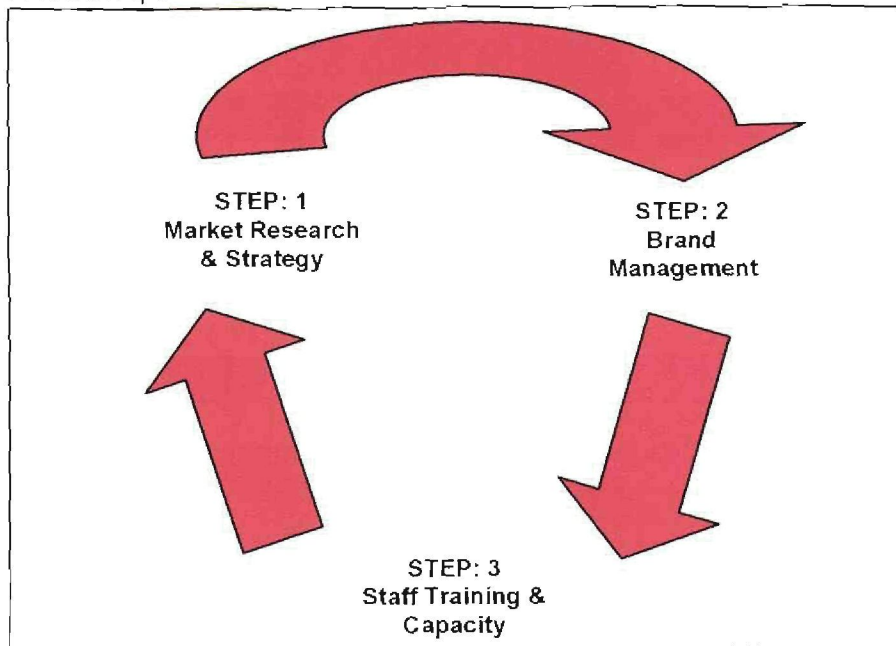 STEP: 1
Market Research
& Strategy
STEP: 2
Brand
Management
STEP: 3
Staff Training &
Capacity